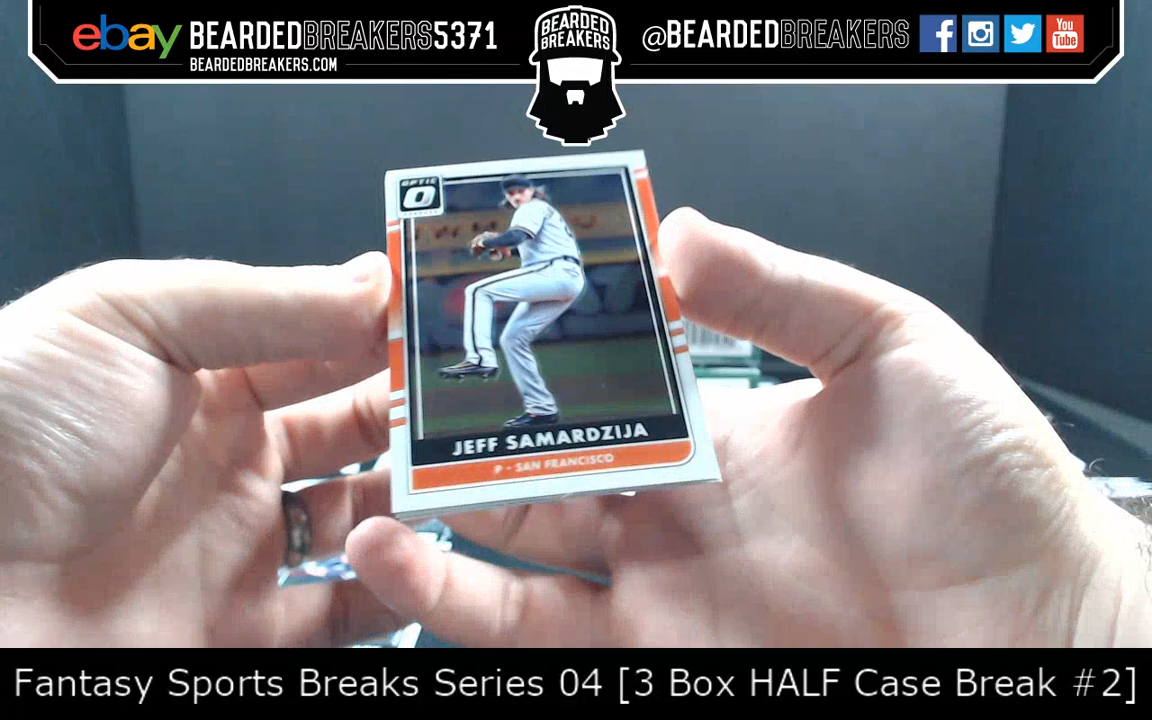 ebay BEARDEDBREAKERS5371
BEARDEDBREAKERS.COM
BEARDED
BREAKERS
@BEARDEDBREAKERS
You
Tube
OPTIC
JEFF SAMARDZIJA
P - SAN FRANCISCO
Fantasy Sports Breaks Series 04 [3 Box HALF Case Break #2]